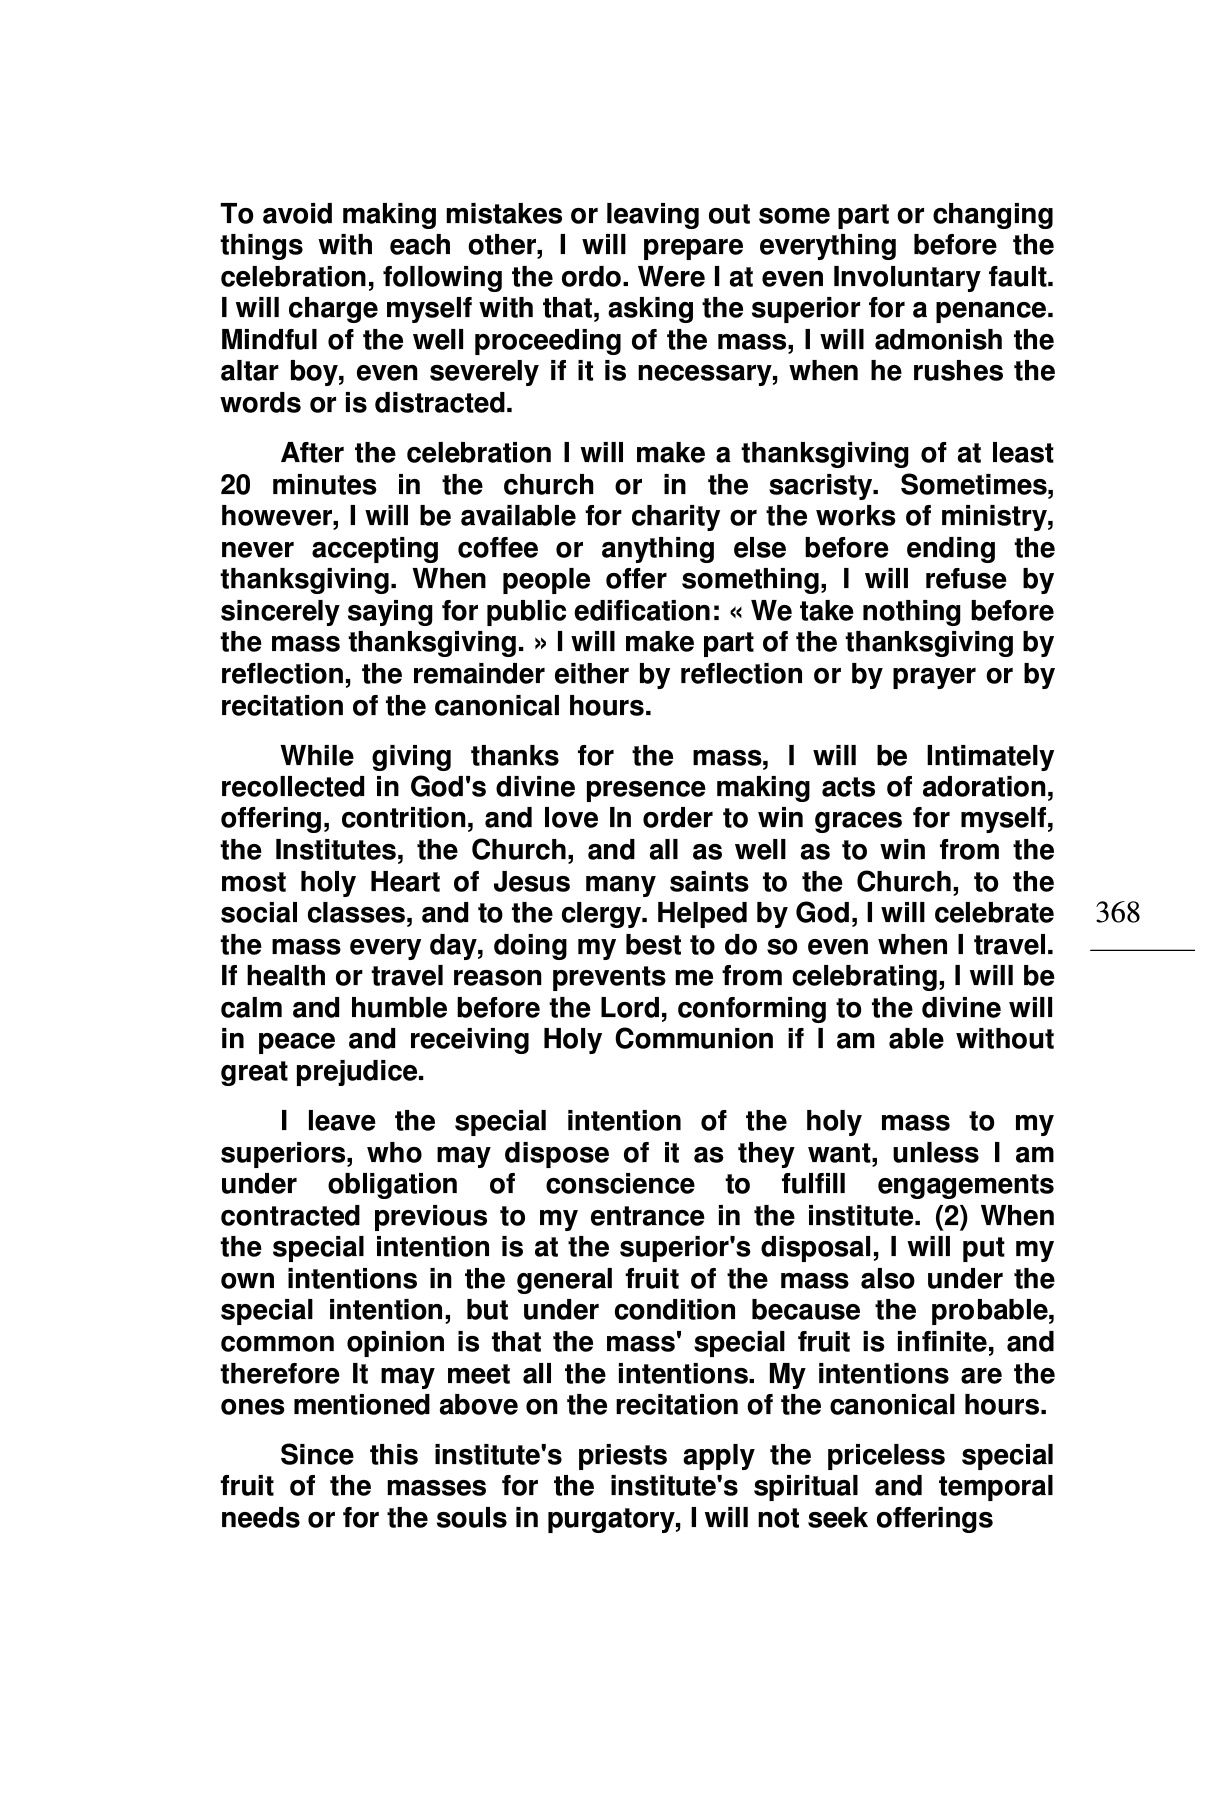 To avoid making mistakes or leaving out some part or changing
things with each other, I will prepare everything before the
celebration, following the ordo. Were I at even Involuntary fault.
I will charge myself with that, asking the superior for a penance.
Mindful of the well proceeding of the mass, I will admonish the
altar boy, even severely if it is necessary, when he rushes the
words or is distracted.
After the celebration I will make a thanksgiving of at least
20 minutes in the church or in the sacristy. Sometimes,
however, I will be available for charity or the works of ministry,
never accepting coffee or anything else before ending the
thanksgiving. When people offer something, I will refuse by
sincerely saying for public edification: « We take nothing before
the mass thanksgiving. » I will make part of the thanksgiving by
reflection, the remainder either by reflection or by prayer or by
recitation of the canonical hours.
While giving thanks for the mass, I will be Intimately
recollected in God's divine presence making acts of adoration,
offering, contrition, and love In order to win graces for myself,
the Institutes, the Church, and all as well as to win from the
most holy Heart of Jesus many saints to the Church, to the
social classes, and to the clergy. Helped by God, I will celebrate
the mass every day, doing my best to do so even when I travel.
If health or travel reason prevents me from celebrating, I will be
calm and humble before the Lord, conforming to the divine will
in peace and receiving Holy Communion if I am able without
great prejudice.
I leave the special intention of the holy mass to my
superiors, who may dispose of it as they want, unless I am
under obligation of conscience to fulfill engagements
contracted previous to my entrance in the institute. (2) When
the special intention is at the superior's disposal, I will put my
own intentions in the general fruit of the mass also under the
special intention, but under condition because the probable,
common opinion is that the mass' special fruit is infinite, and
therefore It may meet all the intentions. My intentions are the
ones mentioned above on the recitation of the canonical hours.
Since this institute's priests apply the priceless special
fruit of the masses for the institute's spiritual and temporal
needs or for the souls in purgatory, I will not seek offerings
368